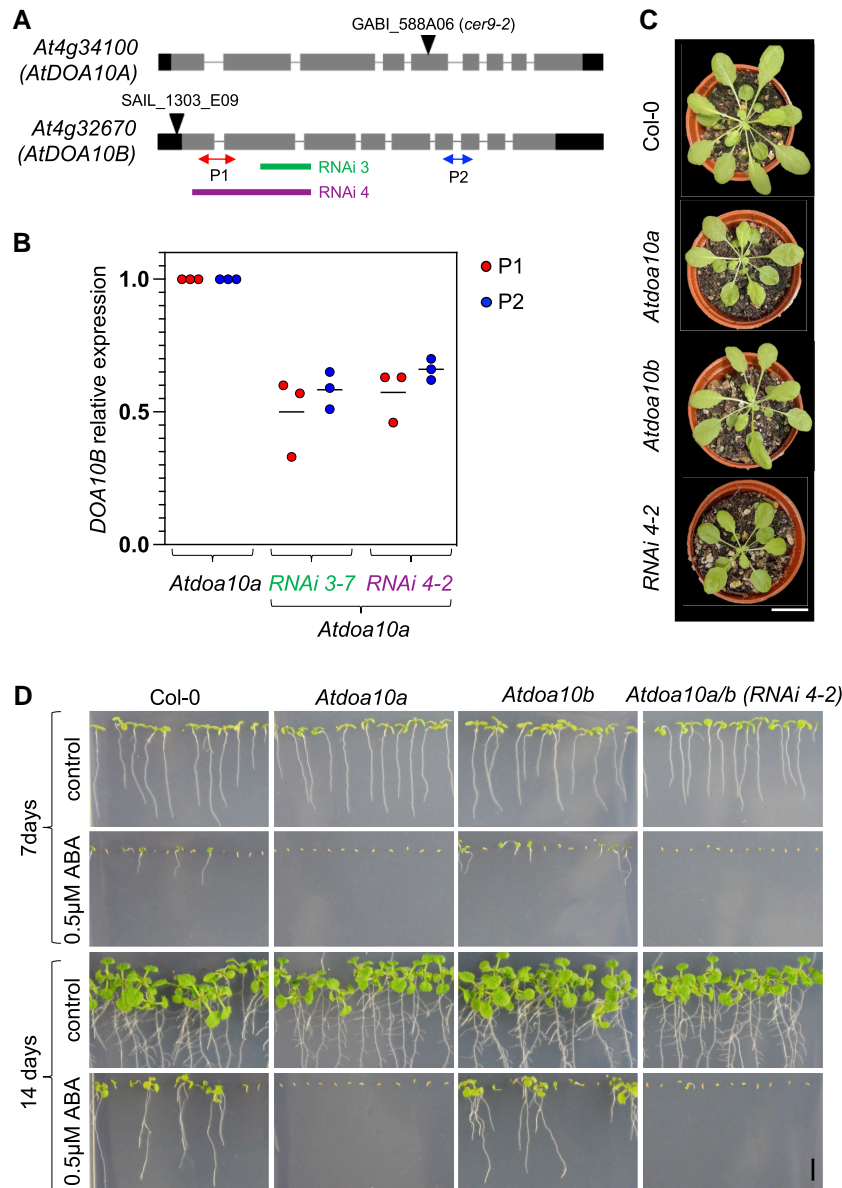 A
At4g34100
(AtDOA10A)
GABI_588A06 (cer9-2)
SAIL_1303_E09
At4g32670
(AtDOA10B)
P1
RNAi 3
P2
RNAi 4
B
DOA10B relative expression
1.0
0.5
0.0
P1
P2
Atdoa10a
RNAi 3-7
RNAi 4-2
Atdoa10a
C
Col-0
Atdoa10a
Atdoa10b
RNAi 4-2
D
Col-0
Atdoa10a
Atdoa10b
Atdoa10a/b (RNAi 4-2)
7days
control
0.5µM ABA
14 days
control
0.5µM ABA